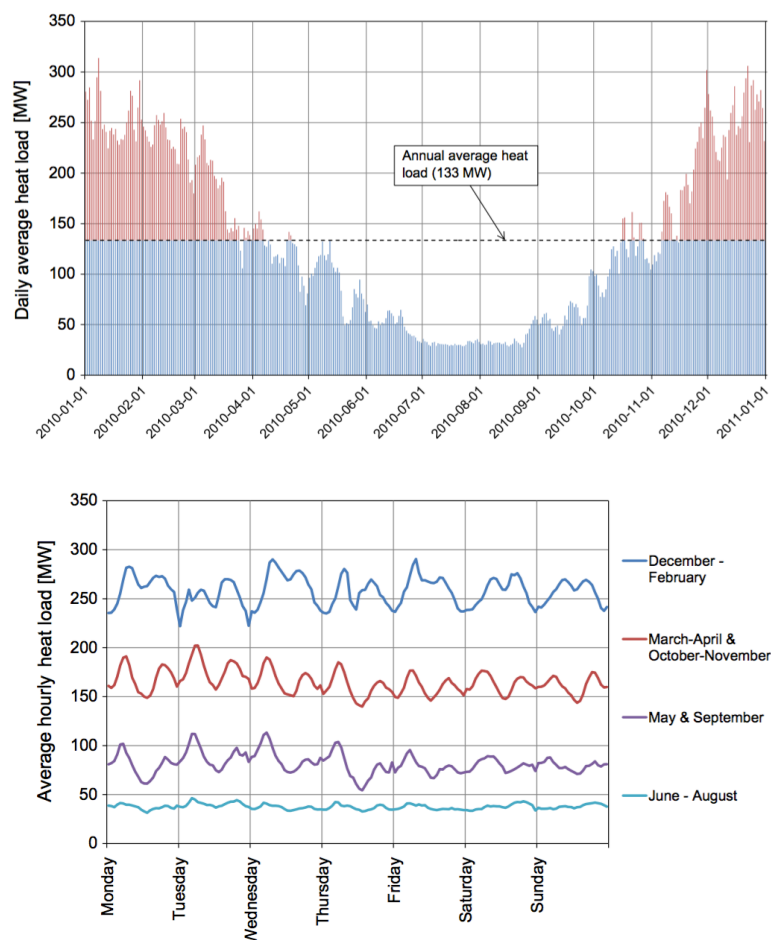 350
300
250
200
150
100
50
0
Daily average heat load [MW]
Annual average heat
load (133 MW)
2010-01-01
2010-02-01
2010-03-01
2010-04-01
2010-05-01
2010-06-01
2010-07-01
2010-08-01
2010-09-01
2010-10-01
2010-11-01
2010-12-01
2011-01-01
350
300
250
200
150
100
50
0
Average hourly heat load [MW]
Monday
Tuesday
Wednesday
Thursday
Friday
Saturday
Sunday
December -
February
March-April &
October-November
May & September
June - August